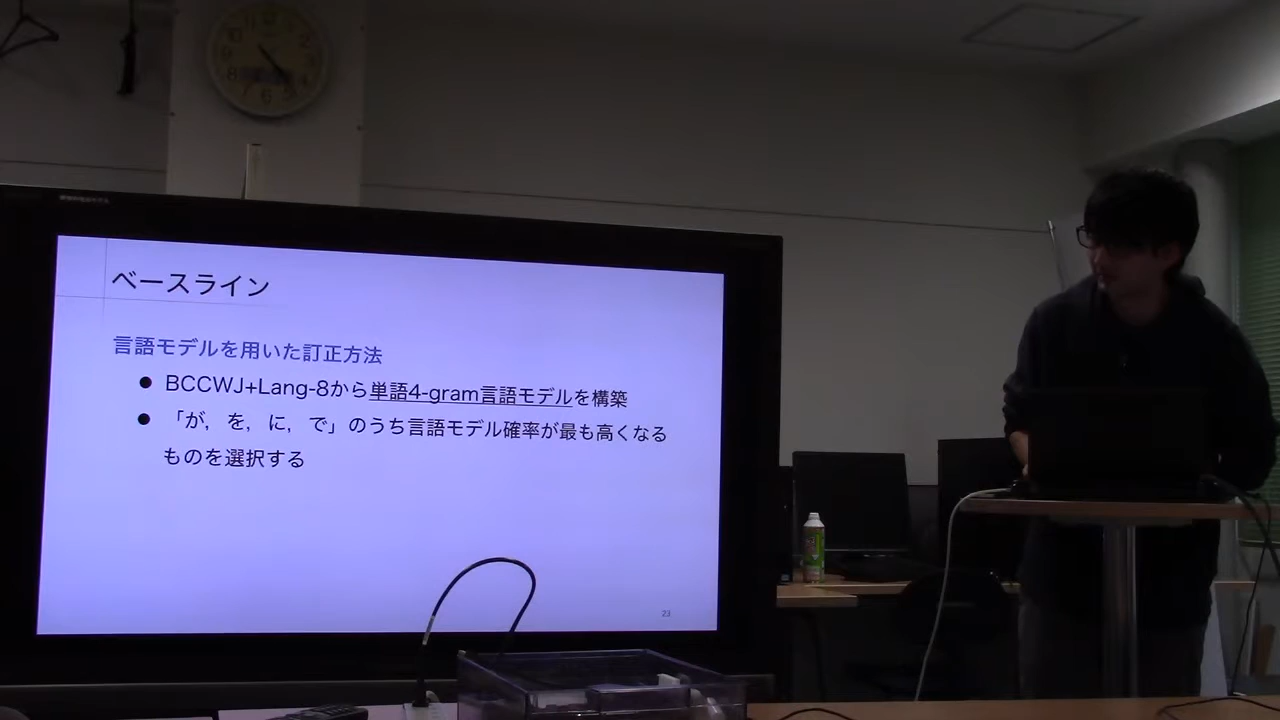 ベースライン
言語モデルを用いた訂正方法
● BCCWJ+Lang-8から単語4-gram言語モデルを構築
● 「が，を，に，で」のうち言語モデル確率が最も高くなる
ものを選択する
23